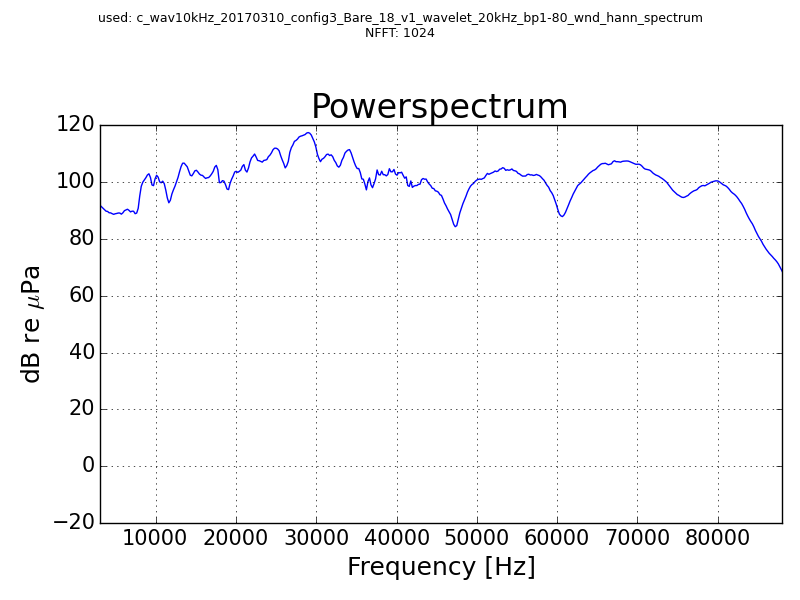 used: c_wav10kHz_20170310_config3_Bare_18_v1_wavelet_20kHz_bp1-80_wnd_hann_spectrum
NFFT: 1024
Powerspectrum
120
100
80
60
40
20
0
−20
dB re μPa
10000 20000 30000 40000 50000 60000 70000 80000
Frequency [Hz]